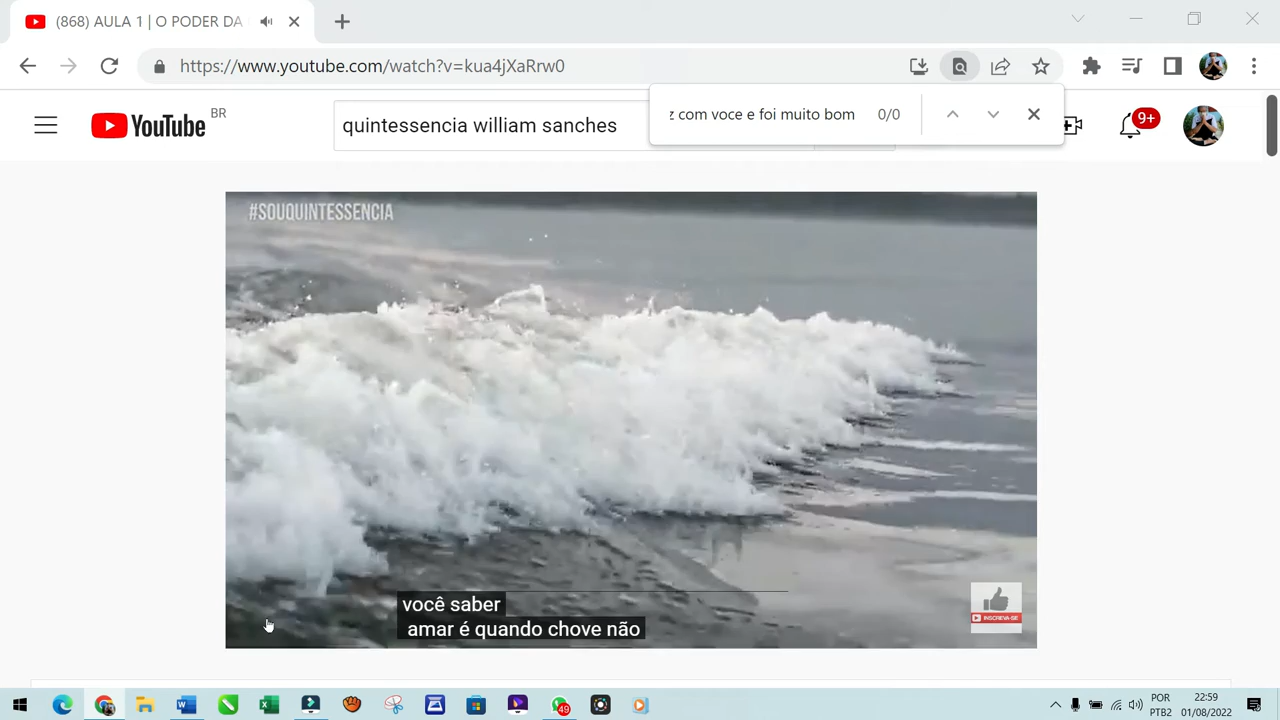 (868) AULA 1 | O PODER DA
https://www.youtube.com/watch?v=kua4jXaRrw0
z com voce e foi muito bom 0/0
YouTube BR
quintessencia william sanches
9+
#SOUQUINTESSENCIA
você saber
amar é quando chove não
INSCREVA-SE
49
POR
PTB2
22:59
01/08/2022